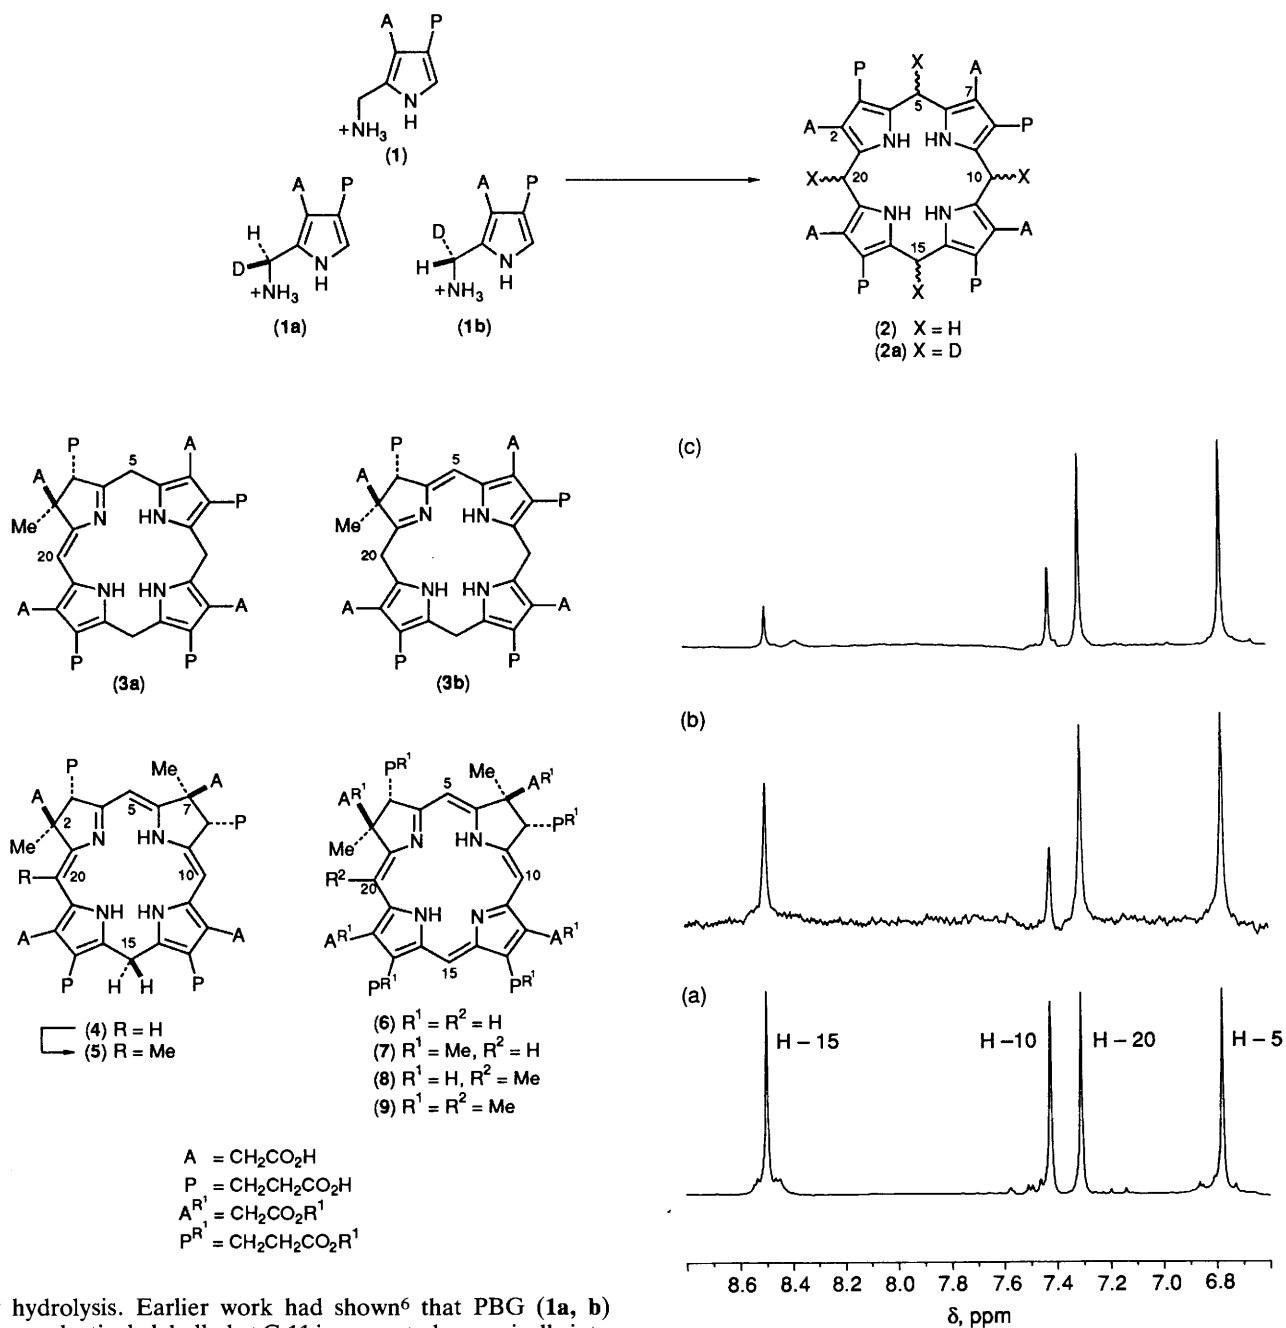 A P
N
H
+NH3
(1)
A P
H
D
N
H
+NH3
(1a)
A P
D
H
N
H
+NH3
(1b)
X
P A
5 7
A 2 P
NH HN
X 20 10 X
NH HN
A 15 A
P X P
(2) X = H
(2a) X = D
P A
5
A P
N HN
Me
20
NH HN
A A
P P
(3a)
P A
5
A P
N HN
Me
20
NH HN
A A
P P
(3b)
P Me A
5 7
A 2 P
N HN
Me
R 20 10
NH HN
A 15 A
P H H P
(4) R = H
(5) R = Me
PR1 Me AR1
5
AR1 PR1
N HN
Me
R2 20 10
NH N
AR1 AR1
PR1 15 PR1
(6) R1 = R2 = H
(7) R1 = Me, R2 = H
(8) R1 = H, R2 = Me
(9) R1 = R2 = Me
A = CH2CO2H
P = CH2CH2CO2H
AR1 = CH2CO2R1
PR1 = CH2CH2CO2R1
(c)
(b)
(a)
H – 15 H – 10 H – 20 H – 5
8.6 8.4 8.0 7.6 7.4 7.2 7.0 6.8
δ, ppm
hydrolysis. Earlier work had shown6 that PBG (1a, b)